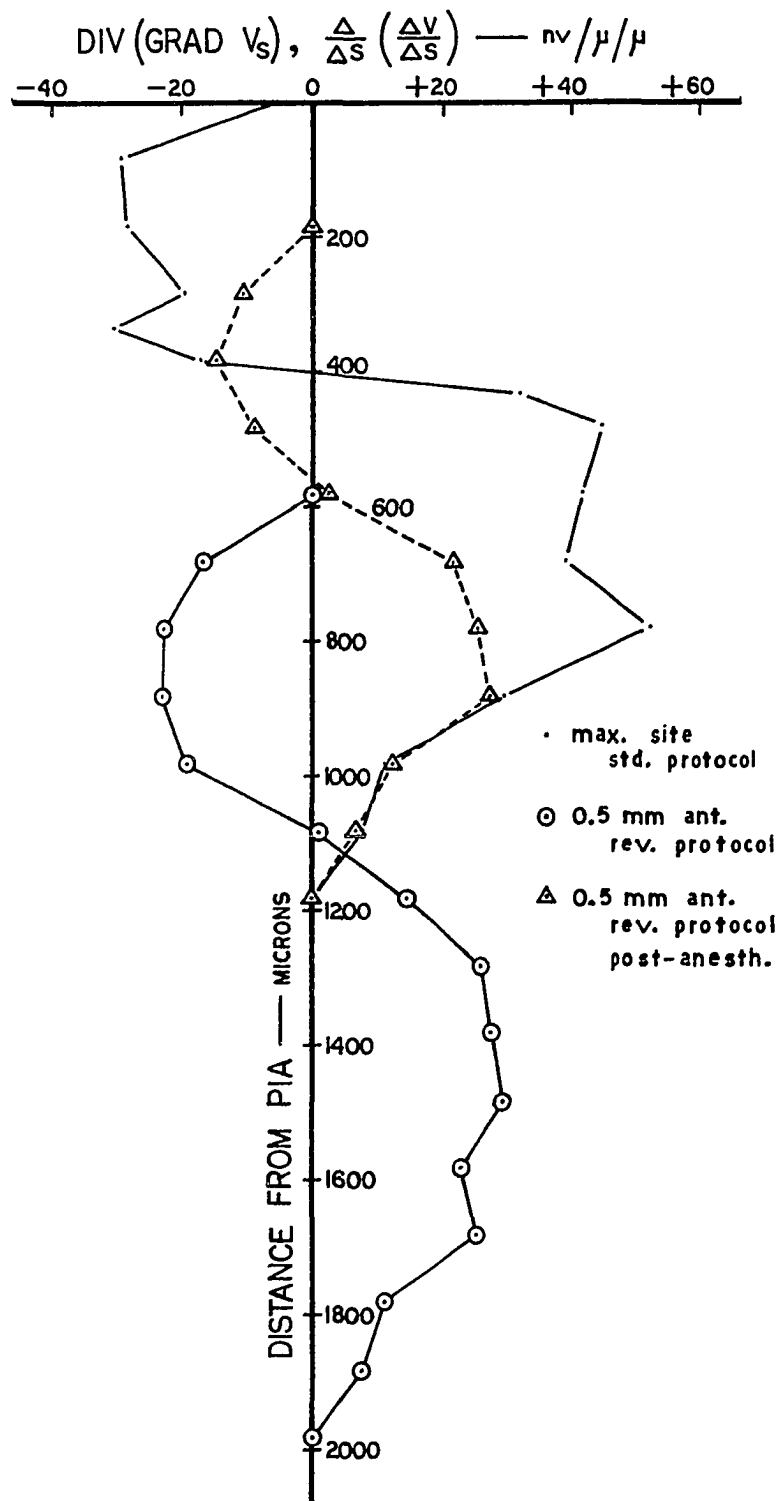 DIV (GRAD Vs), Δ/ΔS (ΔV/ΔS) — nv/μ/μ
-40 -20 0 +20 +40 +60
200
400
600
800
1000
1200
1400
1600
1800
2000
DISTANCE FROM PIA — MICRONS
· max. site
std. protocol
⊙ 0.5 mm ant.
rev. protocol
△ 0.5 mm ant.
rev. protocol
post-anesth.